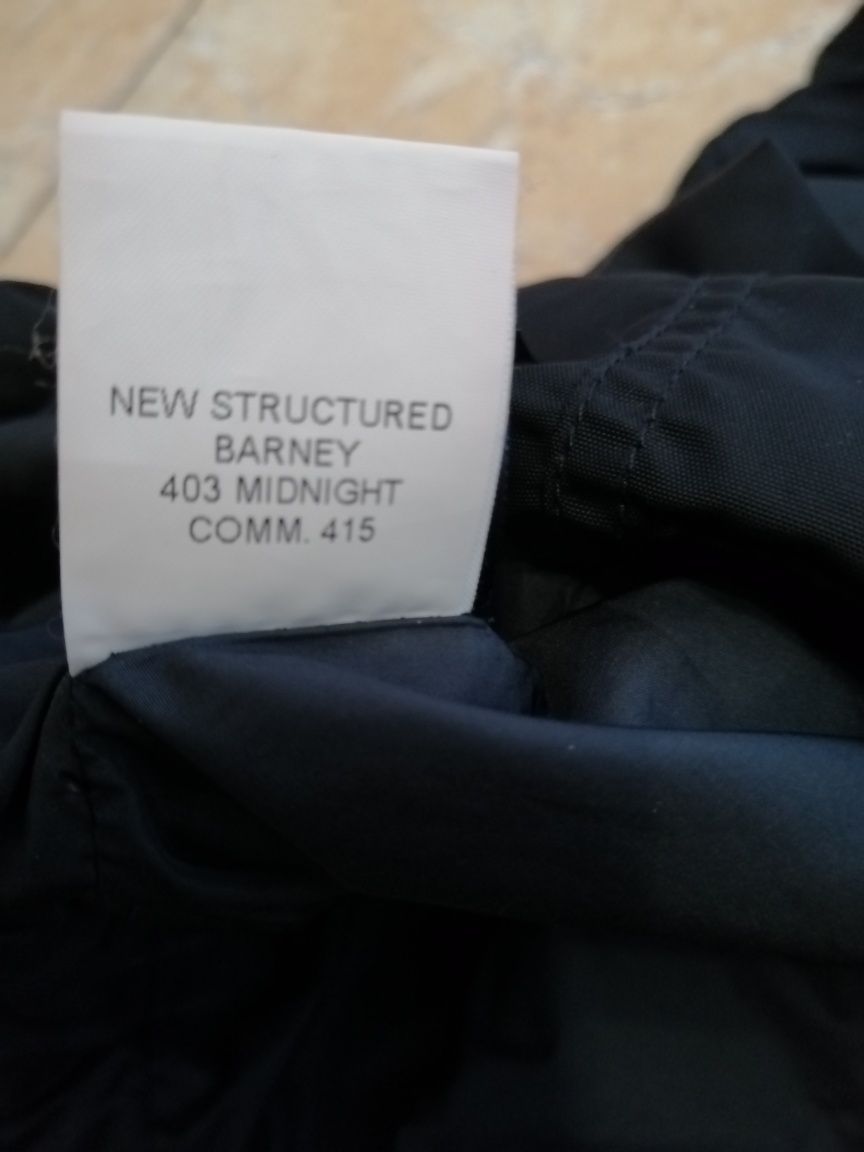 NEW STRUCTURED
BARNEY
403 MIDNIGHT
COMM. 415